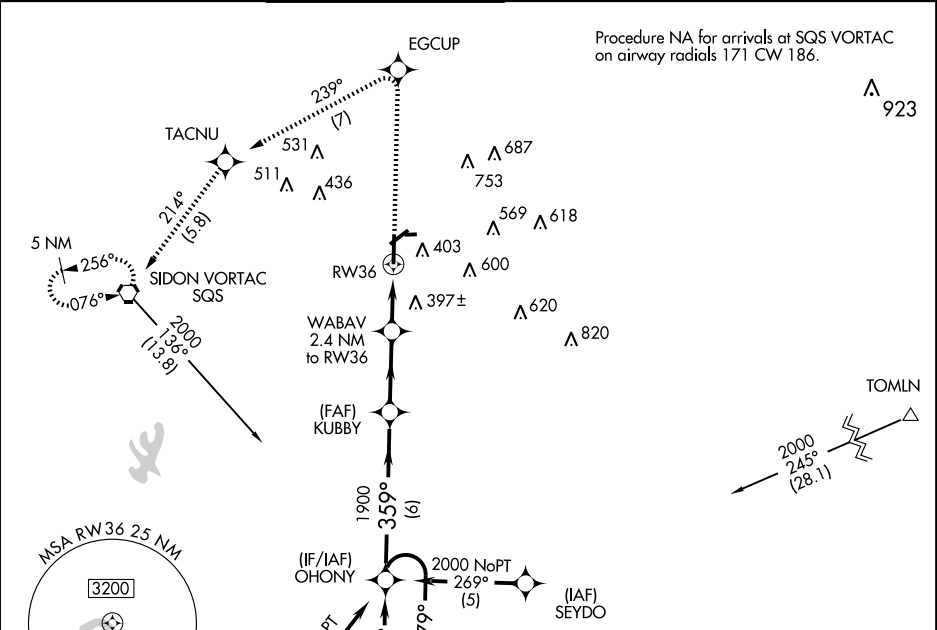 EGCUP
Procedure NA for arrivals at SQS VORTAC
on airway radials 171 CW 186.
923
239°
(7)
TACNU
531
511
436
687
753
214°
(5.8)
569
618
5 NM
256°
076°
SIDON VORTAC
SQS
RW36
403
600
397±
620
820
2000
136°
(13.8)
WABAV
2.4 NM
to RW36
TOMLN
(FAF)
KUBBY
2000
245°
(28.1)
1900
359°
(6)
MSA RW36 25 NM
3200
(IF/IAF)
OHONY
2000 NoPT
269°
(5)
(IAF)
SEYDO